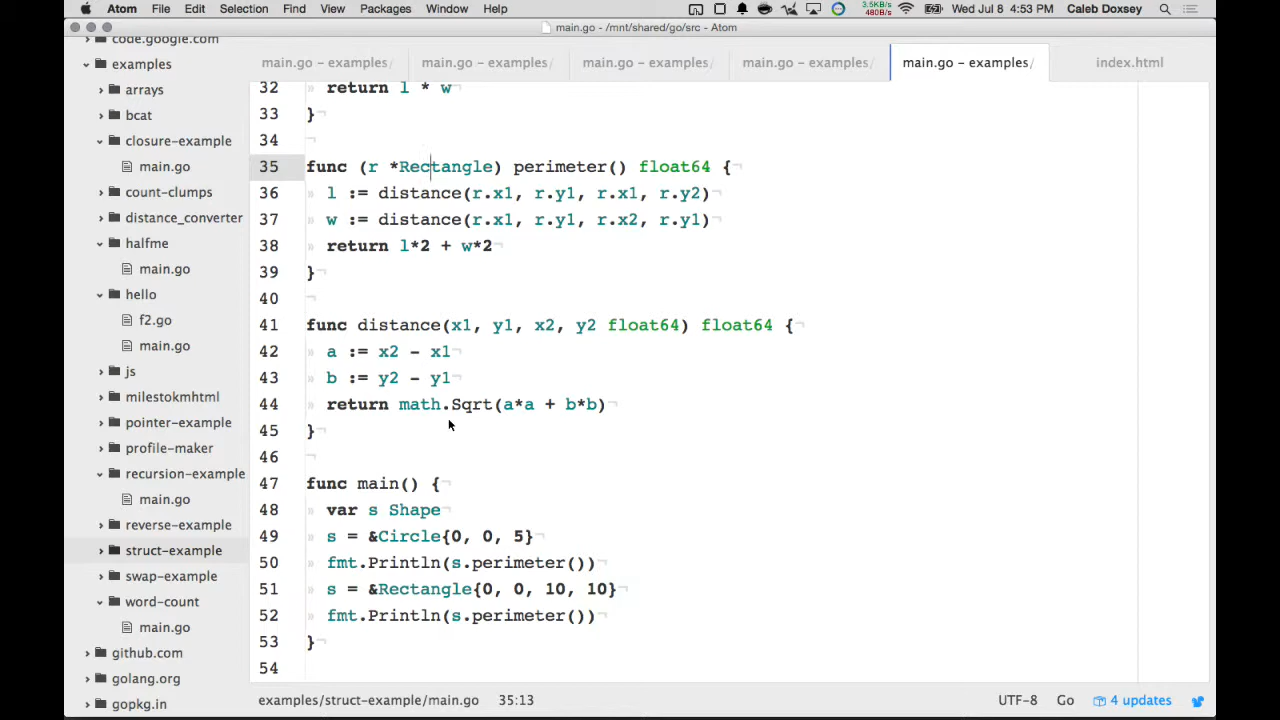 Atom File Edit Selection Find View Packages Window Help 3.5KB/s 480B/s Wed Jul 8 4:53 PM Caleb Doxsey
main.go - /mnt/shared/go/src - Atom
main.go - examples/ main.go - examples/ main.go - examples/ main.go - examples/ main.go - examples/ index.html
code.google.com
examples
arrays
bcat
closure-example
main.go
count-clumps
distance_converter
halfme
main.go
hello
f2.go
main.go
js
milestokmhtml
pointer-example
profile-maker
recursion-example
main.go
reverse-example
struct-example
swap-example
word-count
main.go
github.com
golang.org
gopkg.in
32 return l * w
33 }
34
35 func (r *Rectangle) perimeter() float64 {
36 l := distance(r.x1, r.y1, r.x1, r.y2)
37 w := distance(r.x1, r.y1, r.x2, r.y1)
38 return l*2 + w*2
39 }
40
41 func distance(x1, y1, x2, y2 float64) float64 {
42 a := x2 - x1
43 b := y2 - y1
44 return math.Sqrt(a*a + b*b)
45 }
46
47 func main() {
48 var s Shape
49 s = &Circle{0, 0, 5}
50 fmt.Println(s.perimeter())
51 s = &Rectangle{0, 0, 10, 10}
52 fmt.Println(s.perimeter())
53 }
54
examples/struct-example/main.go 35:13 UTF-8 Go 4 updates